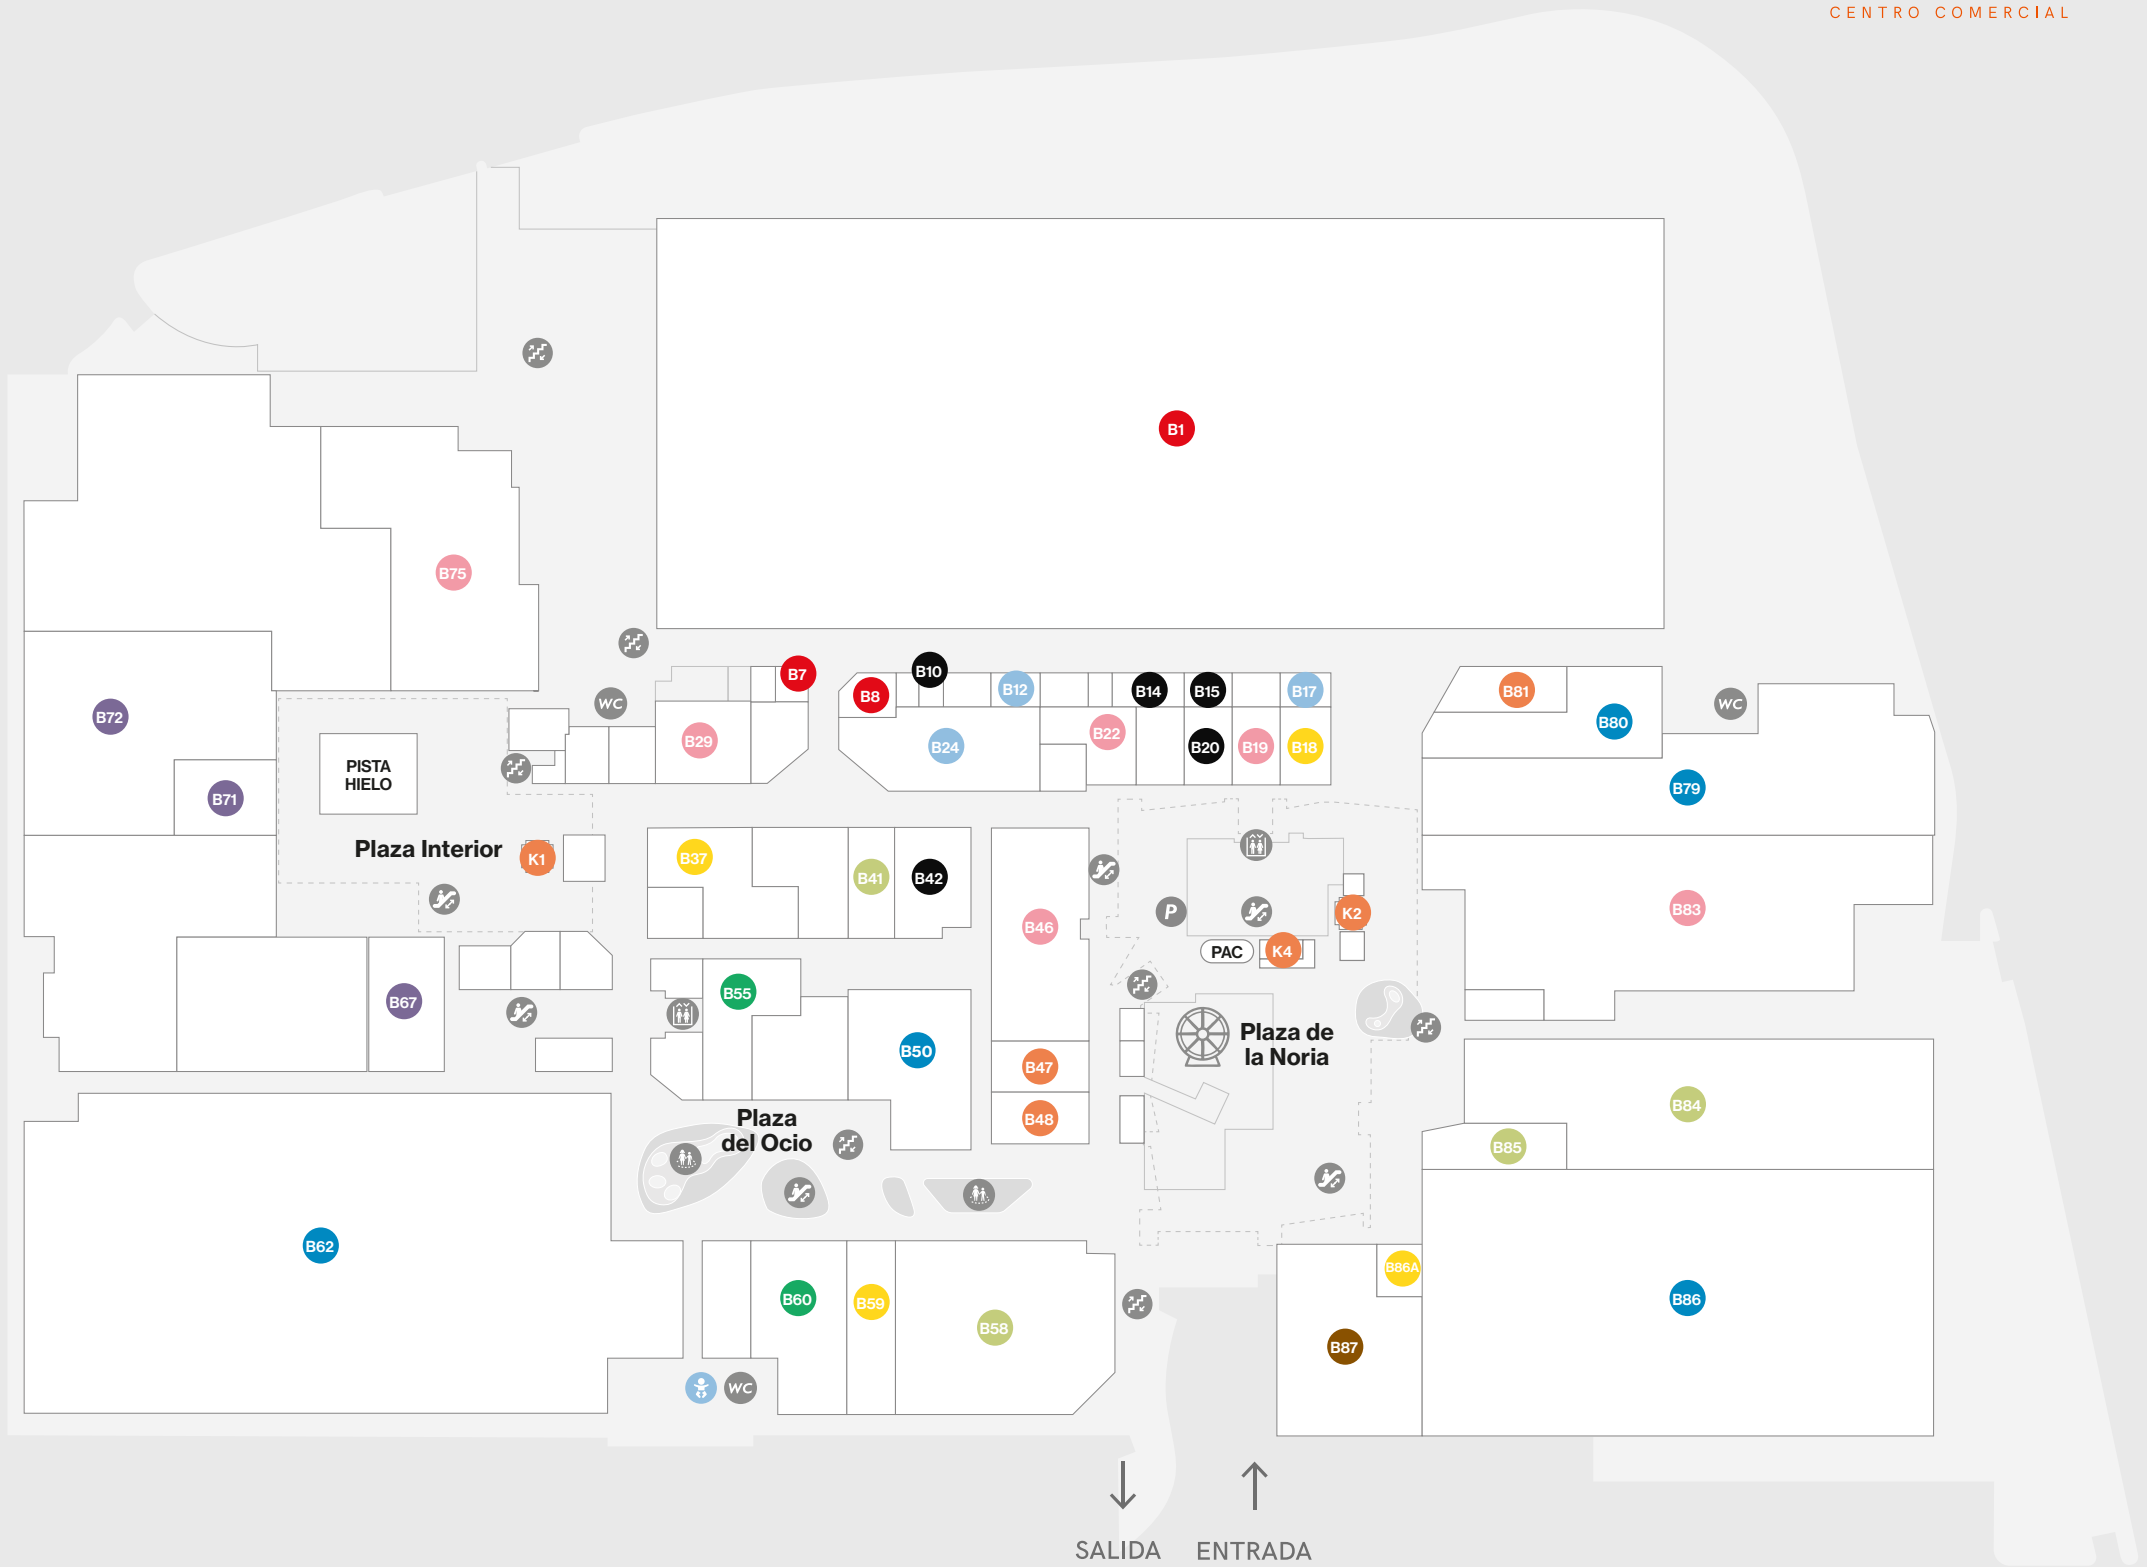 CENTRO COMERCIAL
B1
B75
B10
B7
B12
B14
B15
B17
B81
B8
WC
WC
B72
B80
B22
B29
B24
B20
B19
B18
PISTA
HIELO
B79
B71
Plaza Interior
K1
B37
B41
B42
B83
P
K2
B46
PAC
K4
B55
B67
Plaza de
la Noria
B50
B47
B84
Plaza
del Ocio
B48
B85
B62
B86A
B60
B59
B86
B58
B87
WC
SALIDA
ENTRADA